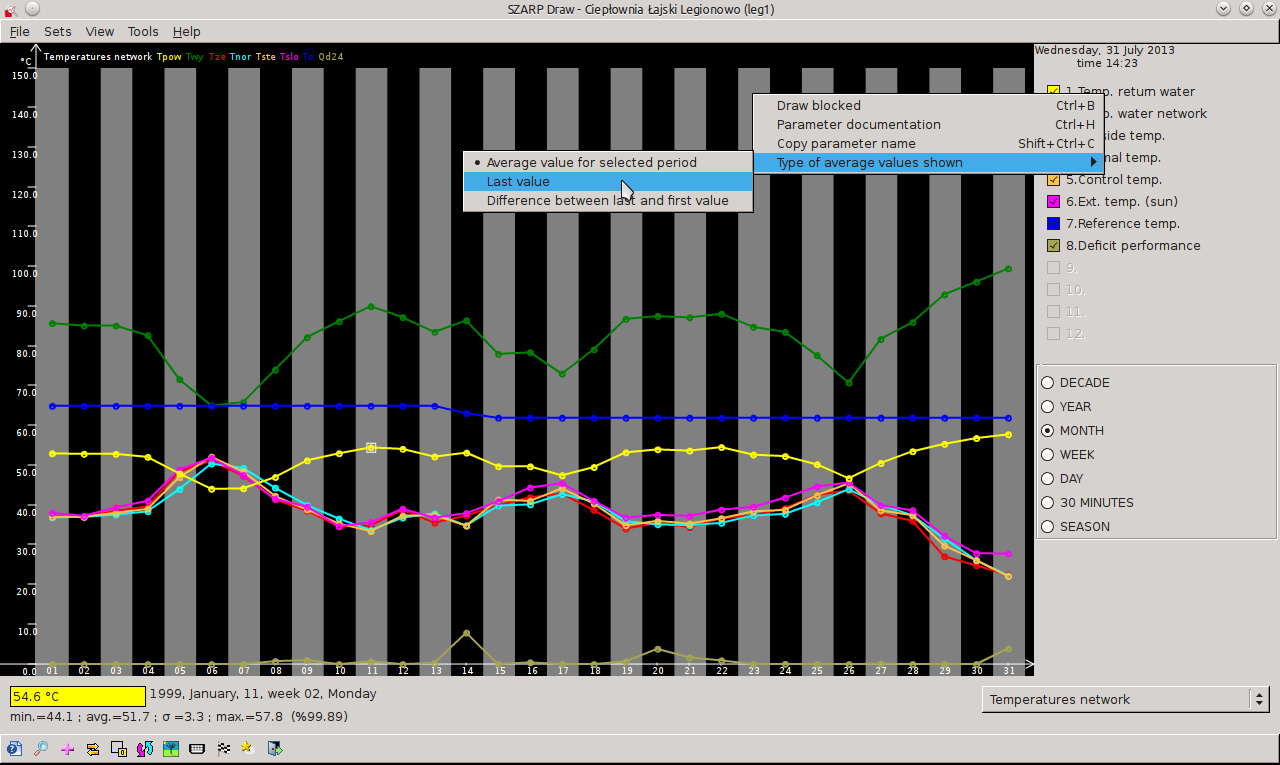 SZARP Draw - Ciepłownia Łajski Legionowo (leg1)
File Sets View Tools Help
°C
Temperatures network Tpow Twy Tze Tnor Tste Tslo To Qd24
Wednesday, 31 July 2013
time 14:23
150.0
140.0
130.0
120.0
110.0
100.0
90.0
80.0
70.0
60.0
50.0
40.0
30.0
20.0
10.0
0.0
01 02 03 04 05 06 07 08 09 10 11 12 13 14 15 16 17 18 19 20 21 22 23 24 25 26 27 28 29 30 31
1.Temp. return water
water network
temp.
temp.
5.Control temp.
6.Ext. temp. (sun)
7.Reference temp.
8.Deficit performance
9.
10.
11.
12.
Draw blocked Ctrl+B
Parameter documentation Ctrl+H
Copy parameter name Shift+Ctrl+C
Type of average values shown
Average value for selected period
Last value
Difference between last and first value
DECADE
YEAR
MONTH
WEEK
DAY
30 MINUTES
SEASON
54.6 °C 1999, January, 11, week 02, Monday
min.=44.1 ; avg.=51.7 ; σ =3.3 ; max.=57.8 (%99.89)
Temperatures network